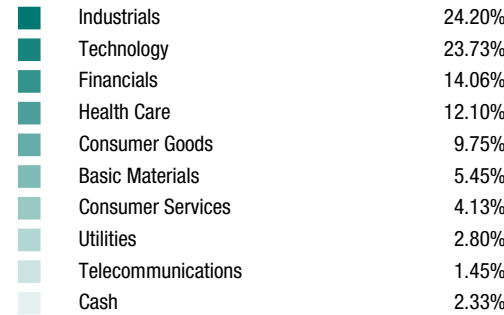 Industrials 24.20%
Technology 23.73%
Financials 14.06%
Health Care 12.10%
Consumer Goods 9.75%
Basic Materials 5.45%
Consumer Services 4.13%
Utilities 2.80%
Telecommunications 1.45%
Cash 2.33%